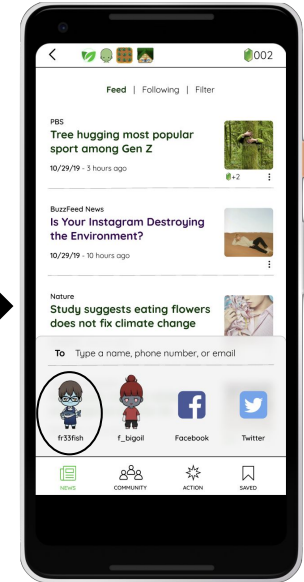 002
Feed | Following | Filter
PBS
Tree hugging most popular
sport among Gen Z
10/29/19 - 3 hours ago
+2
BuzzFeed News
Is Your Instagram Destroying
the Environment?
10/29/19 - 10 hours ago
Nature
Study suggests eating flowers
does not fix climate change
To Type a name, phone number, or email
fr33fish f_bigoil Facebook Twitter
NEWS COMMUNITY ACTION SAVED